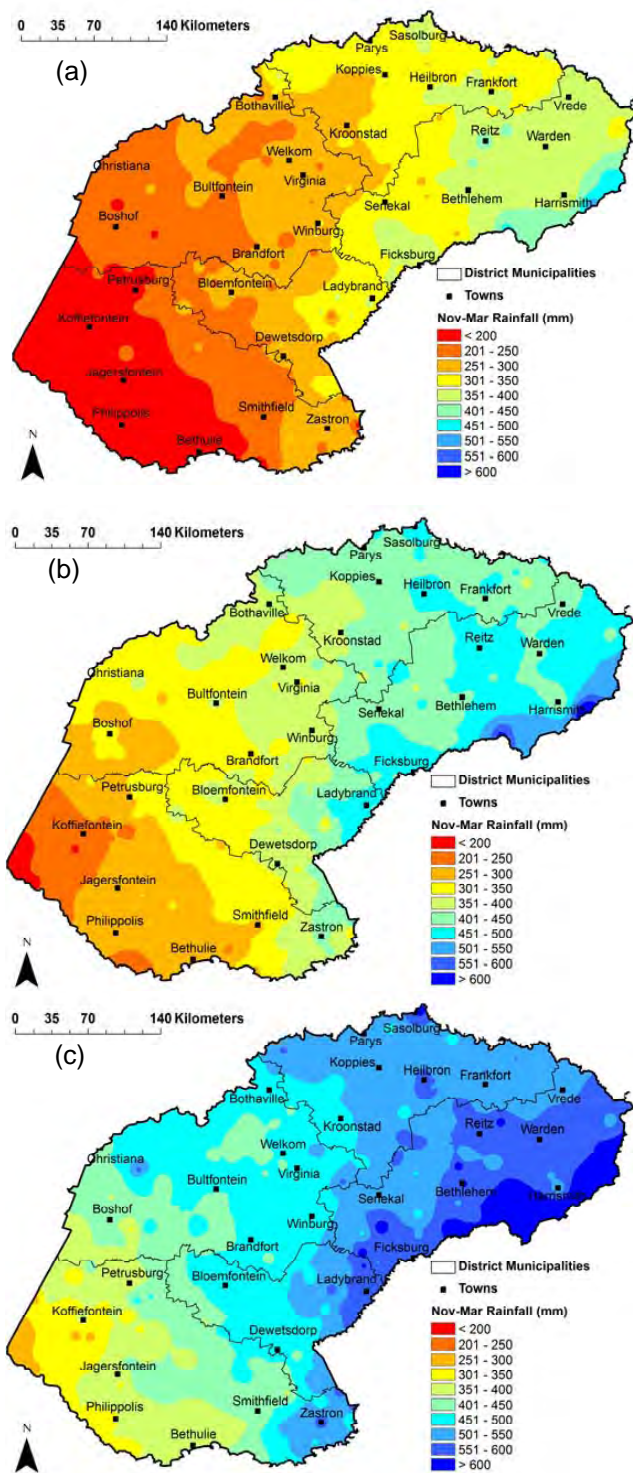 0 35 70 140 Kilometers
(a)
Sasolburg
Parys
Koppies
Heilbron
Frankfort
Bothaville
Vrede
Kroonstad
Reitz
Warden
Welkom
Christiana
Virginia
Bultfontein
Senekal
Bethlehem
Harrismith
Boshof
Winburg
Brandfort
Ficksburg
Petrusburg
Bloemfontein
Ladybrand
Koffiefontein
Dewetsdorp
Jagersfontein
Philippolis
Smithfield
Zastron
Bethulie
N
District Municipalities
Towns
Nov-Mar Rainfall (mm)
< 200
201 - 250
251 - 300
301 - 350
351 - 400
401 - 450
451 - 500
501 - 550
551 - 600
> 600
0 35 70 140 Kilometers
(b)
Sasolburg
Parys
Koppies
Heilbron
Frankfort
Bothaville
Vrede
Kroonstad
Reitz
Warden
Welkom
Christiana
Virginia
Bultfontein
Senekal
Bethlehem
Harrismith
Boshof
Winburg
Brandfort
Ficksburg
Petrusburg
Bloemfontein
Ladybrand
Koffiefontein
Dewetsdorp
Jagersfontein
Philippolis
Smithfield
Zastron
Bethulie
N
District Municipalities
Towns
Nov-Mar Rainfall (mm)
< 200
201 - 250
251 - 300
301 - 350
351 - 400
401 - 450
451 - 500
501 - 550
551 - 600
> 600
0 35 70 140 Kilometers
(c)
Sasolburg
Parys
Koppies
Heilbron
Frankfort
Bothaville
Vrede
Kroonstad
Reitz
Warden
Welkom
Christiana
Virginia
Bultfontein
Senekal
Bethlehem
Harrismith
Boshof
Winburg
Brandfort
Ficksburg
Petrusburg
Bloemfontein
Ladybrand
Koffiefontein
Dewetsdorp
Jagersfontein
Philippolis
Smithfield
Zastron
Bethulie
N
District Municipalities
Towns
Nov-Mar Rainfall (mm)
< 200
201 - 250
251 - 300
301 - 350
351 - 400
401 - 450
451 - 500
501 - 550
551 - 600
> 600